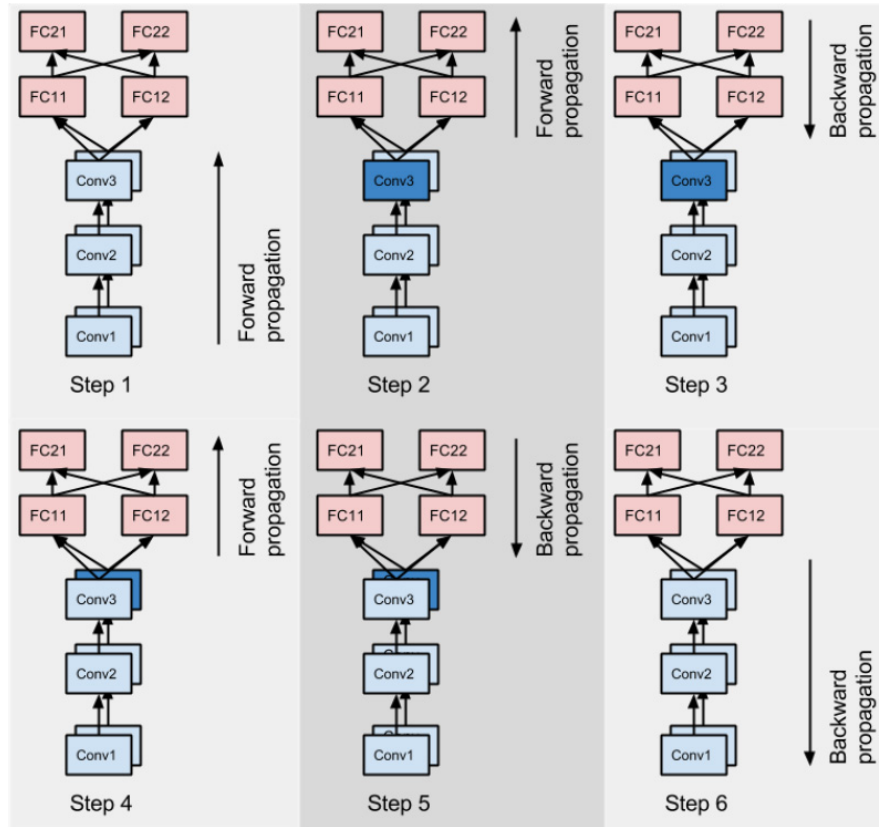 FC21 FC22
FC11 FC12
Conv3
Conv2
Conv1
Forward
propagation
Step 1
FC21 FC22
FC11 FC12
Conv3
Conv2
Conv1
Forward
propagation
Step 2
FC21 FC22
FC11 FC12
Conv3
Conv2
Conv1
Backward
propagation
Step 3
FC21 FC22
FC11 FC12
Conv3
Conv2
Conv1
Forward
propagation
Step 4
FC21 FC22
FC11 FC12
Conv3
Conv2
Conv1
Backward
propagation
Step 5
FC21 FC22
FC11 FC12
Conv3
Conv2
Conv1
Backward
propagation
Step 6